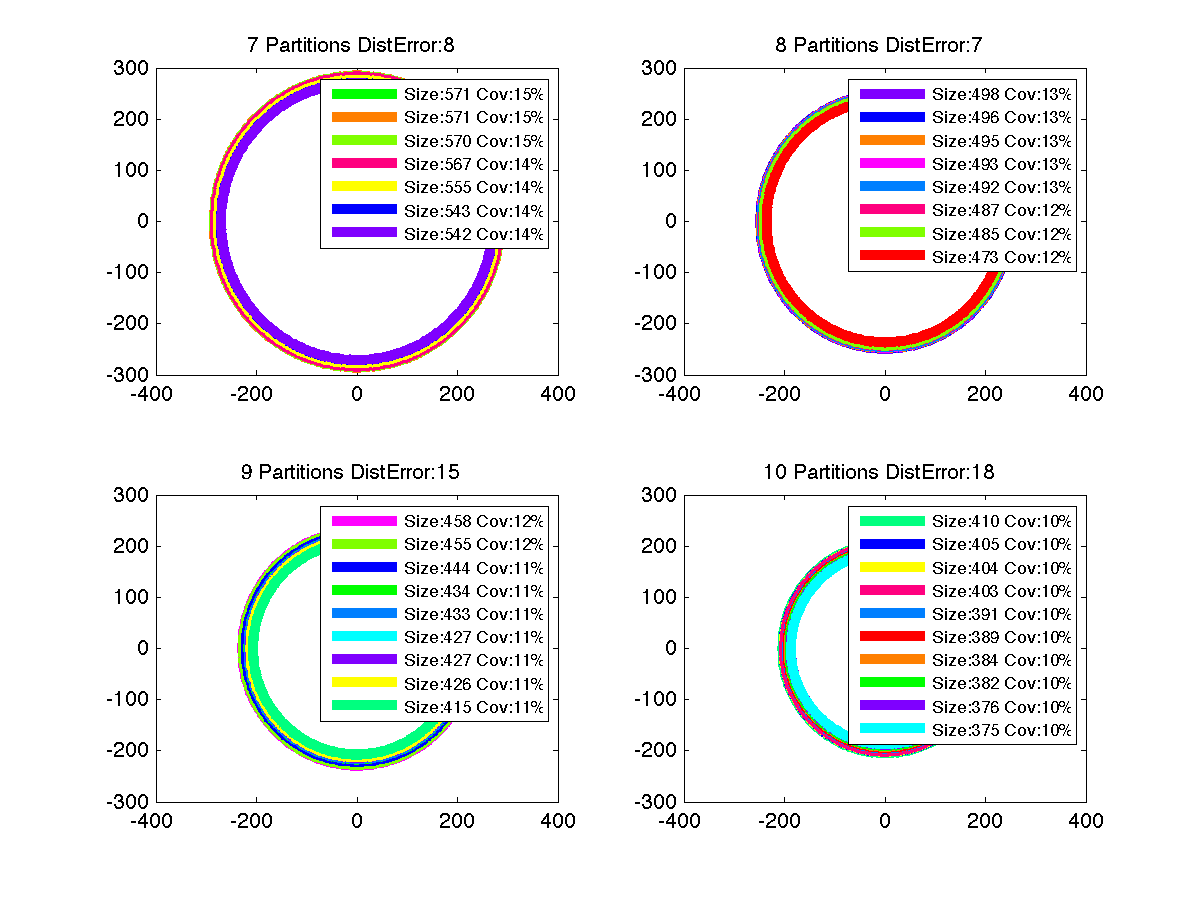 7 Partitions DistError:8
300
200
100
0
-100
-200
-300
-400
-200
0
200
400
Size:571 Cov:15%
Size:571 Cov:15%
Size:570 Cov:15%
Size:567 Cov:14%
Size:555 Cov:14%
Size:543 Cov:14%
Size:542 Cov:14%
8 Partitions DistError:7
300
200
100
0
-100
-200
-300
-400
-200
0
200
400
Size:498 Cov:13%
Size:496 Cov:13%
Size:495 Cov:13%
Size:493 Cov:13%
Size:492 Cov:13%
Size:487 Cov:12%
Size:485 Cov:12%
Size:473 Cov:12%
9 Partitions DistError:15
300
200
100
0
-100
-200
-300
-400
-200
0
200
400
Size:458 Cov:12%
Size:455 Cov:12%
Size:444 Cov:11%
Size:434 Cov:11%
Size:433 Cov:11%
Size:427 Cov:11%
Size:427 Cov:11%
Size:426 Cov:11%
Size:415 Cov:11%
10 Partitions DistError:18
300
200
100
0
-100
-200
-300
-400
-200
0
200
400
Size:410 Cov:10%
Size:405 Cov:10%
Size:404 Cov:10%
Size:403 Cov:10%
Size:391 Cov:10%
Size:389 Cov:10%
Size:384 Cov:10%
Size:382 Cov:10%
Size:376 Cov:10%
Size:375 Cov:10%